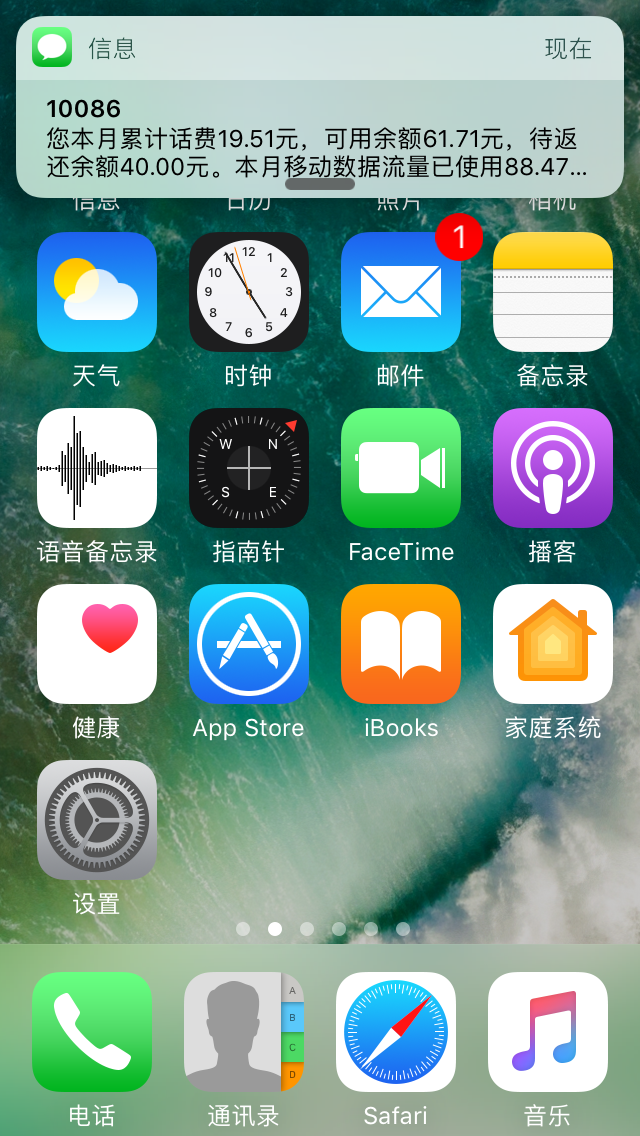 信息 现在
10086
您本月累计话费19.51元，可用余额61.71元，待返
还余额40.00元。本月移动数据流量已使用88.47...
信息 日历 照片 相机
12
11 1
10 2
9 3
8 4
7 5
6
1
天气 时钟 邮件 备忘录
W N
S E
语音备忘录 指南针 FaceTime 播客
健康 App Store iBooks 家庭系统
设置
A
B
C
D
电话 通讯录 Safari 音乐